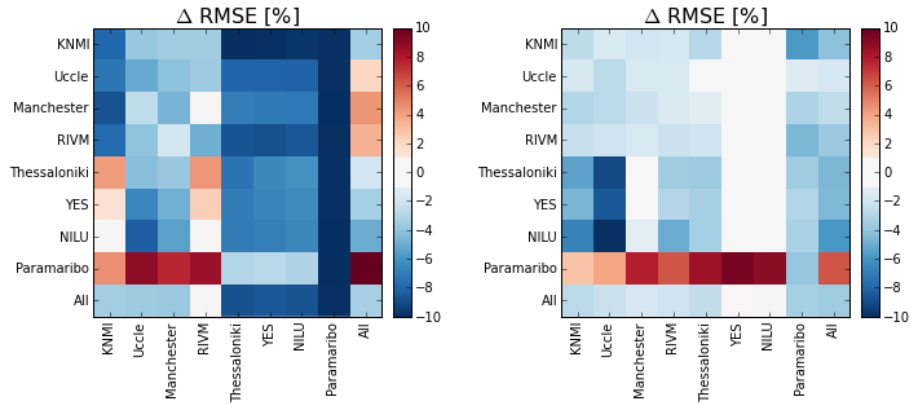 Δ RMSE [%]
KNMI
Uccle
Manchester
RIVM
Thessaloniki
YES
NILU
Paramaribo
All
KNMI
Uccle
Manchester
RIVM
Thessaloniki
YES
NILU
Paramaribo
All
10
8
6
4
2
0
−2
−4
−6
−8
−10
Δ RMSE [%]
KNMI
Uccle
Manchester
RIVM
Thessaloniki
YES
NILU
Paramaribo
All
KNMI
Uccle
Manchester
RIVM
Thessaloniki
YES
NILU
Paramaribo
All
10
8
6
4
2
0
−2
−4
−6
−8
−10